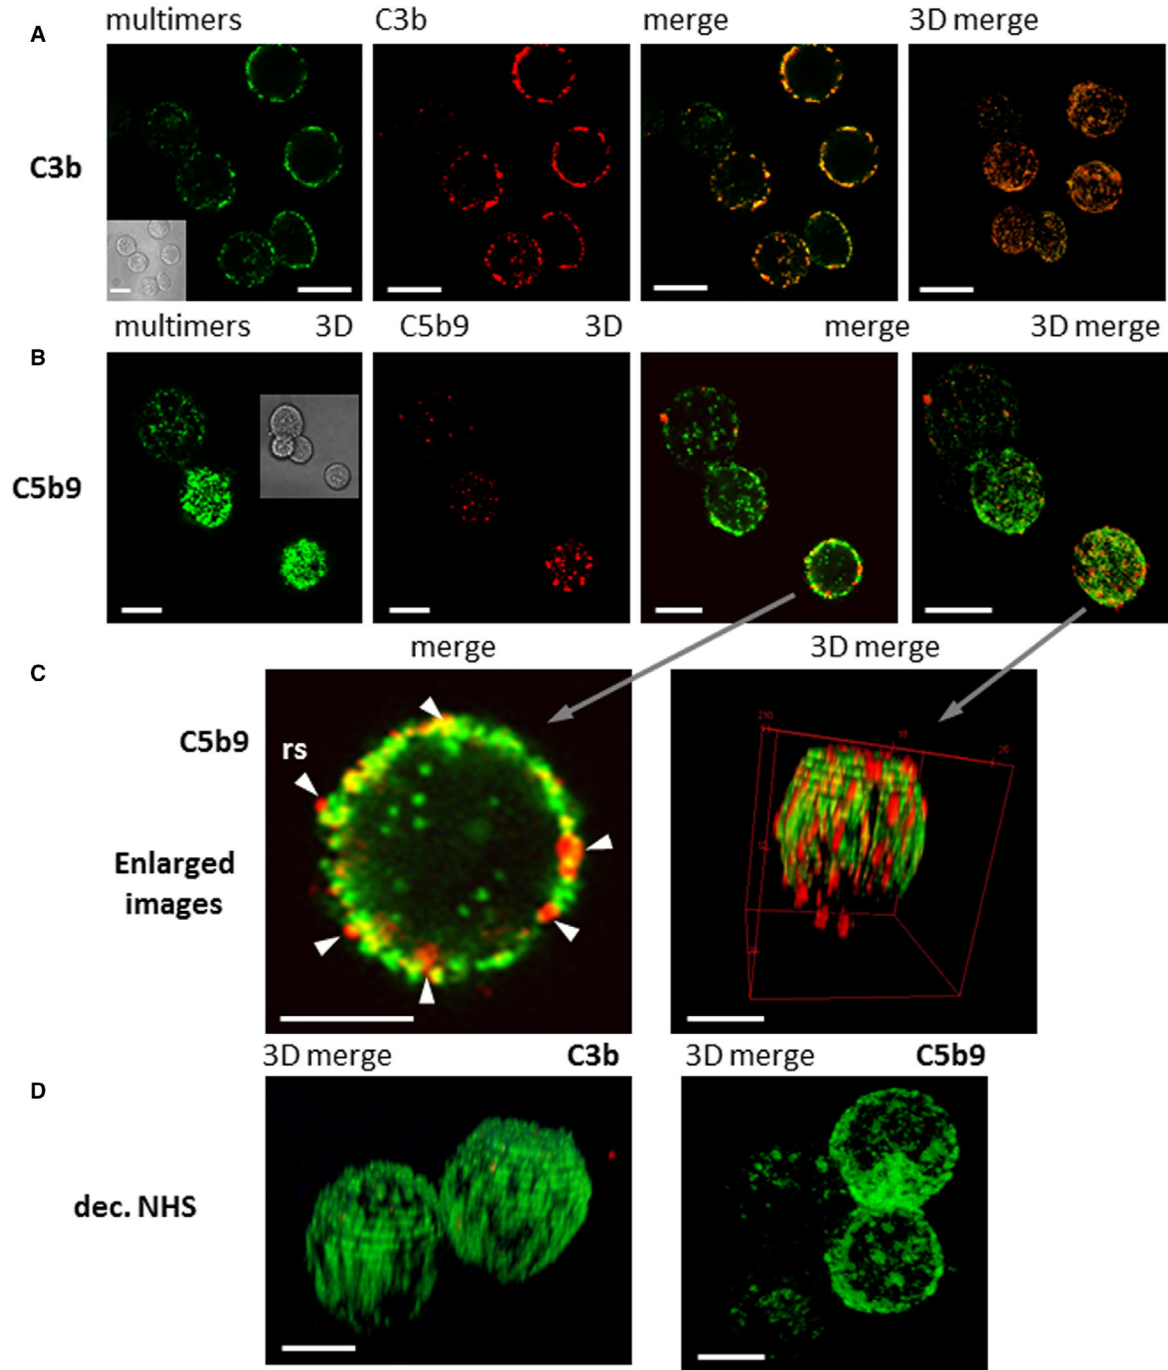 multimers C3b merge 3D merge
A
C3b
multimers 3D C5b9 3D merge 3D merge
B
C5b9
merge 3D merge
C
C5b9
rs
Enlarged
images
3D merge C3b 3D merge C5b9
D
dec. NHS